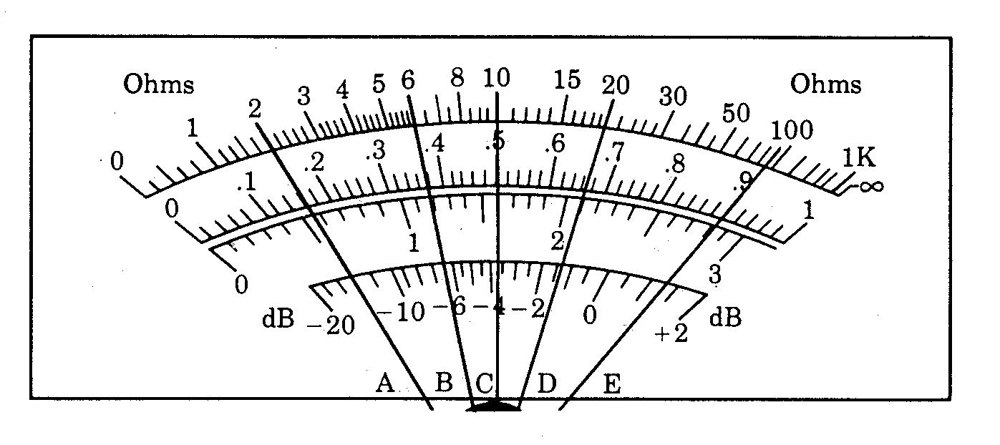 Ohms 0 1 2 3 4 5 6 8 10 15 20 30 50 100 1K ∞ Ohms
0 .1 .2 .3 .4 .5 .6 .7 .8 .9 1
0 1 2 3
dB −20 −10 −6 −4 −2 0 +2 dB
A B C D E